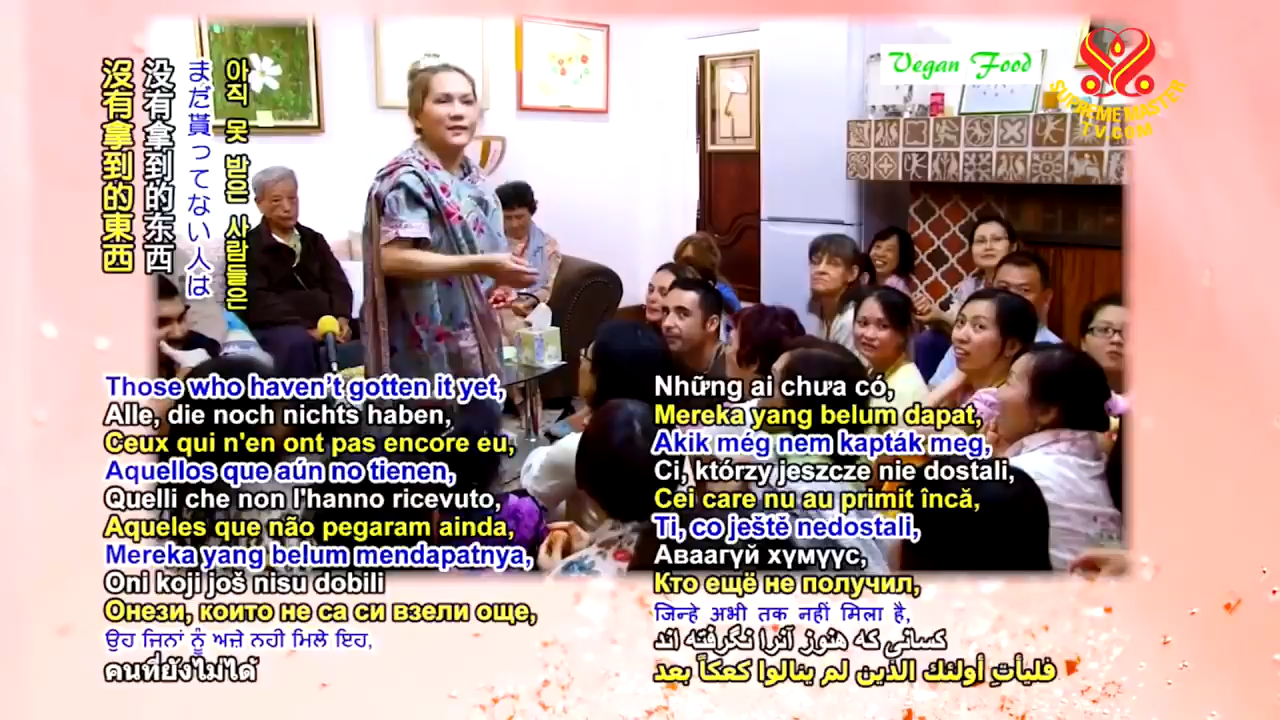 Vegan Food
SUPREME MASTER
TV.COM
沒有拿到的東西
没有拿到的东西
まだ貰ってない人は
아직 못 받은 사람들은
Those who haven't gotten it yet,
Alle, die noch nichts haben,
Ceux qui n'en ont pas encore eu,
Aquellos que aún no tienen,
Quelli che non l'hanno ricevuto,
Aqueles que não pegaram ainda,
Mereka yang belum mendapatnya,
Oni koji još nisu dobili
Онези, които не са си взели още,
ਉਹ ਜਿਨਾਂ ਨੂੰ ਅਜੇ ਨਹੀ ਮਿਲੇ ਇਹ,
คนที่ยังไม่ได้
Những ai chưa có,
Mereka yang belum dapat,
Akik még nem kapták meg,
Ci, którzy jeszcze nie dostali,
Cei care nu au primit încă,
Ti, co ještě nedostali,
Аваагүй хүмүүс,
Кто ещё не получил,
जिन्हे अभी तक नहीं मिला है,
کسانی که هنوز آنرا نگرفته اند
فليأتِ أولئك الذين لم ينالوا كعكاً بعد